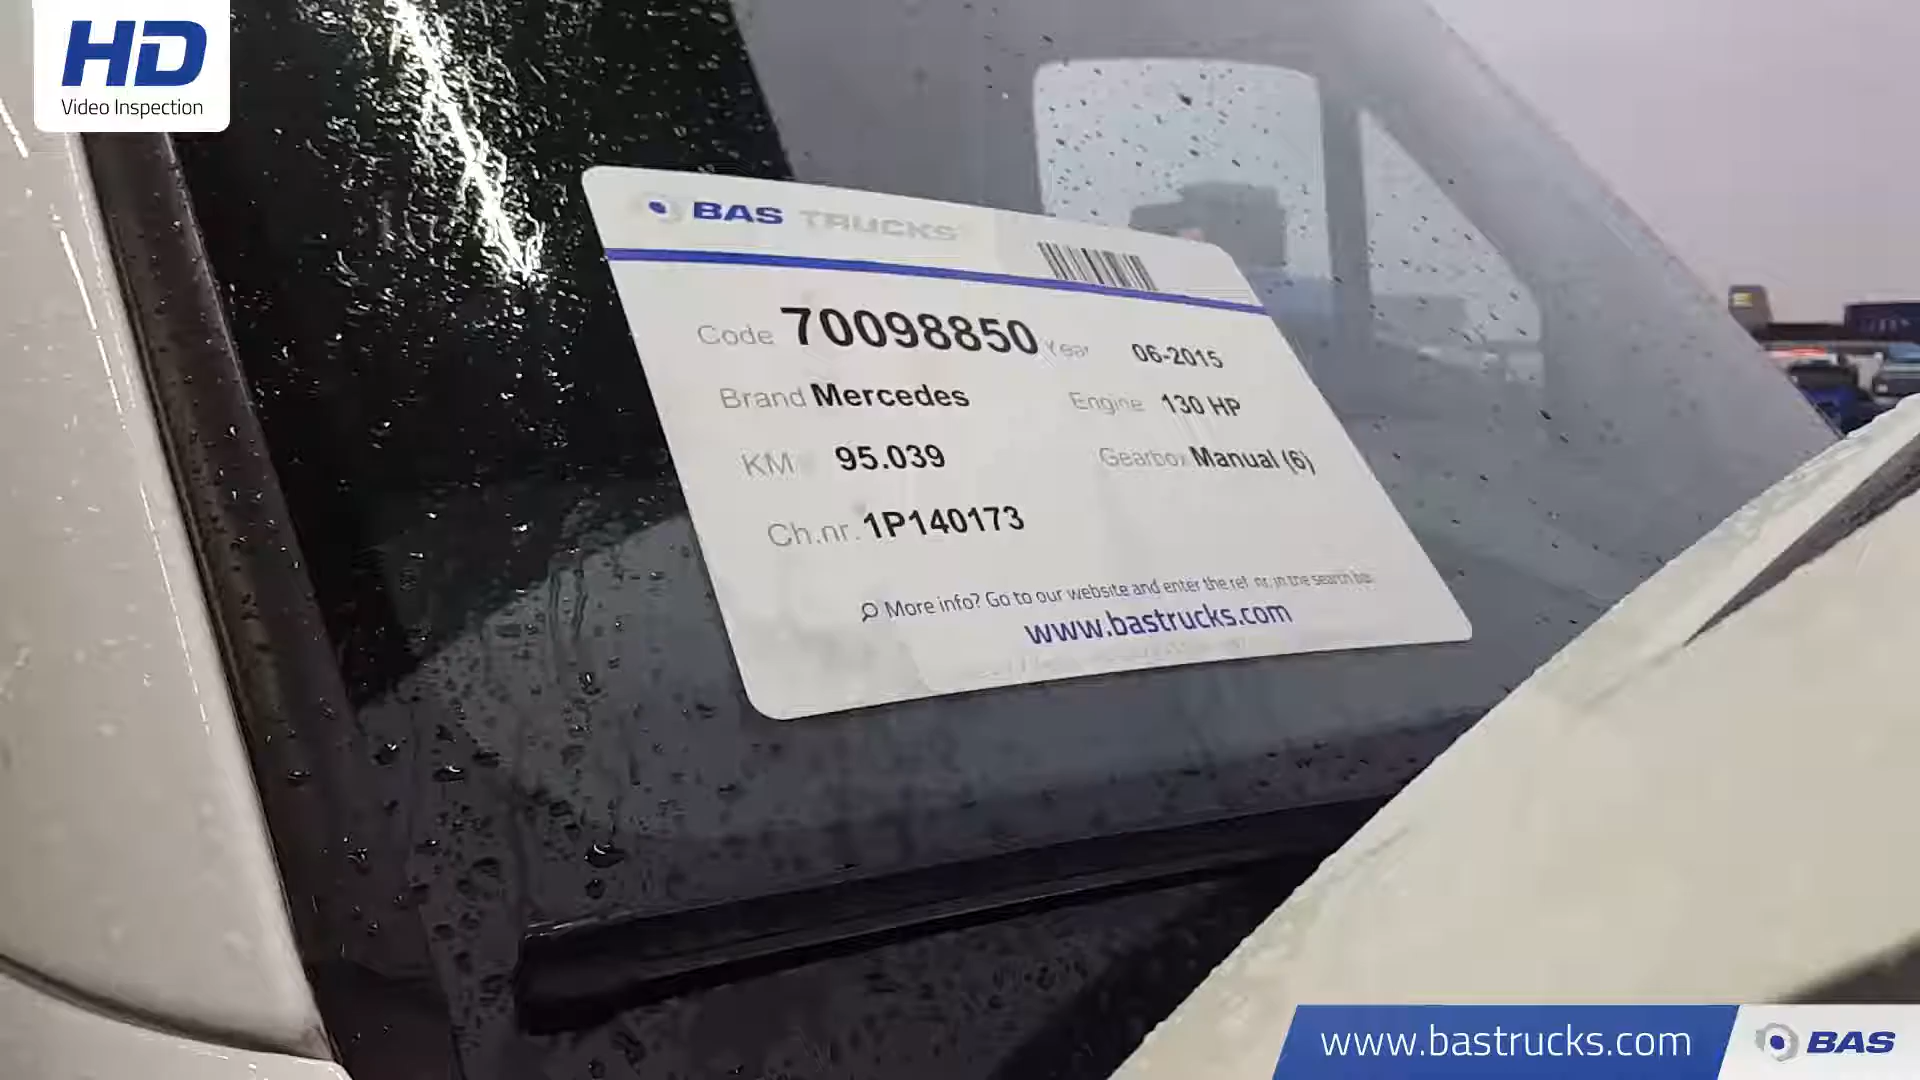 HD
Video Inspection
BAS TRUCKS
Code 70098850 Year 06-2015
Brand Mercedes Engine 130 HP
KM 95.039 Gearbox Manual (6)
Ch.nr. 1P140173
More info? Go to our website and enter the ref nr. in the search bar.
www.bastrucks.com
www.bastrucks.com
BAS